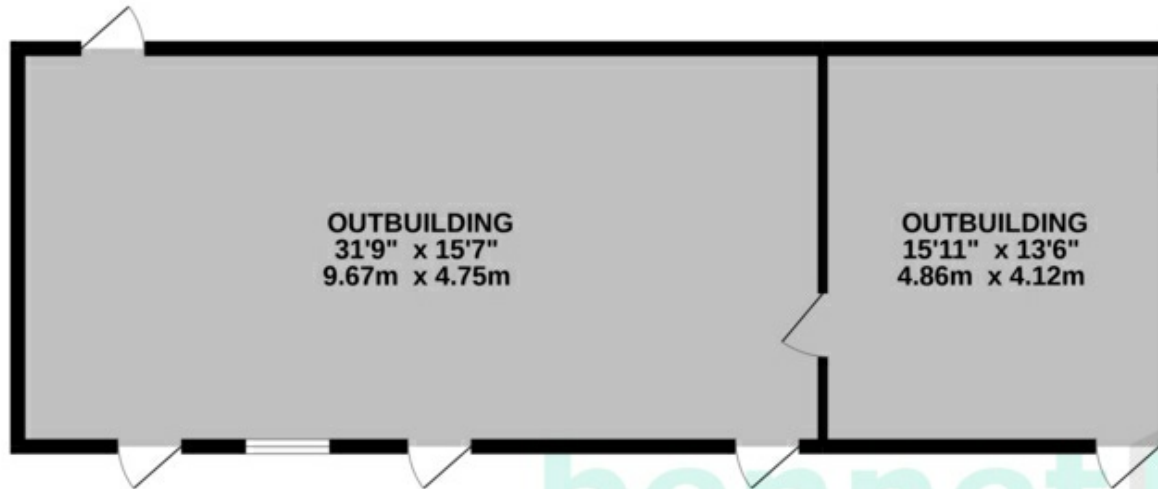 OUTBUILDING
31'9" x 15'7"
9.67m x 4.75m
OUTBUILDING
15'11" x 13'6"
4.86m x 4.12m